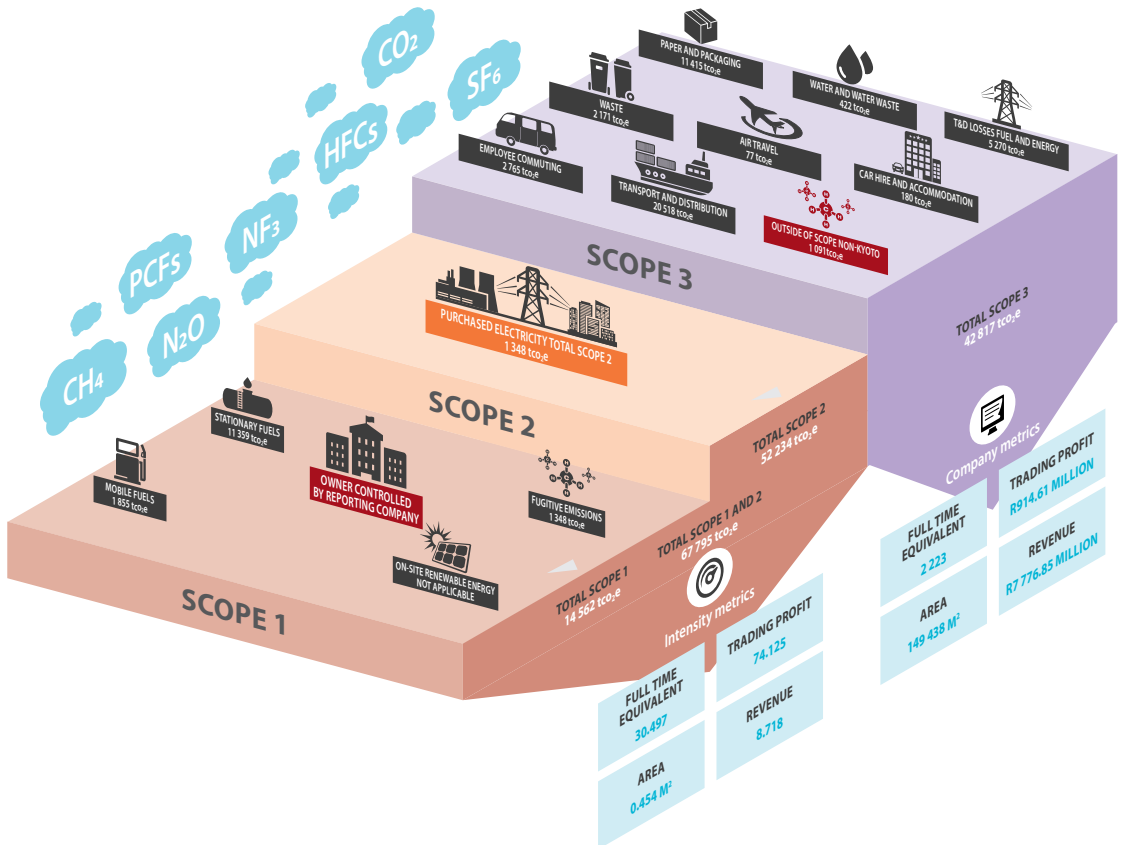 CO₂
SF₆
HFCs
NF₃
PCFs
N₂O
CH₄
PAPER AND PACKAGING
11 415 tco₂e
WATER AND WATER WASTE
422 tco₂e
T&D LOSSES FUEL AND ENERGY
5 270 tco₂e
WASTE
2 171 tco₂e
AIR TRAVEL
77 tco₂e
CAR HIRE AND ACCOMMODATION
180 tco₂e
EMPLOYEE COMMUTING
2 765 tco₂e
TRANSPORT AND DISTRIBUTION
20 518 tco₂e
OUTSIDE OF SCOPE NON-KYOTO
1 091tco₂e
SCOPE 3
TOTAL SCOPE 3
42 817 tco₂e
PURCHASED ELECTRICITY TOTAL SCOPE 2
1 348 tco₂e
SCOPE 2
TOTAL SCOPE 2
52 234 tco₂e
STATIONARY FUELS
11 359 tco₂e
MOBILE FUELS
1 855 tco₂e
OWNER CONTROLLED
BY REPORTING COMPANY
FUGITIVE EMISSIONS
1 348 tco₂e
ON-SITE RENEWABLE ENERGY
NOT APPLICABLE
SCOPE 1
TOTAL SCOPE 1
14 562 tco₂e
TOTAL SCOPE 1 AND 2
67 795 tco₂e
Intensity metrics
FULL TIME
EQUIVALENT
30.497
TRADING PROFIT
74.125
AREA
0.454 M²
REVENUE
8.718
Company metrics
FULL TIME
EQUIVALENT
2 223
TRADING PROFIT
R914.61 MILLION
AREA
149 438 M²
REVENUE
R7 776.85 MILLION